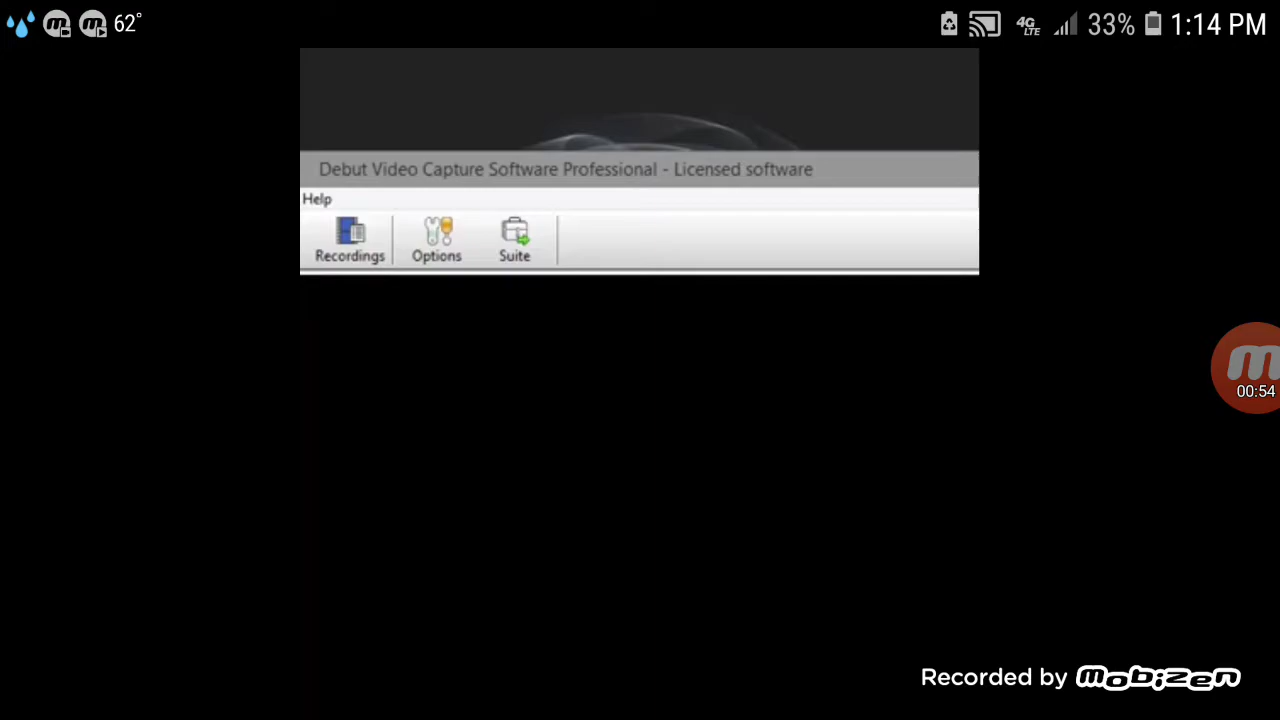 62°
4G LTE 33% 1:14 PM
Debut Video Capture Software Professional - Licensed software
Help
Recordings Options Suite
00:54
Recorded by mobizen